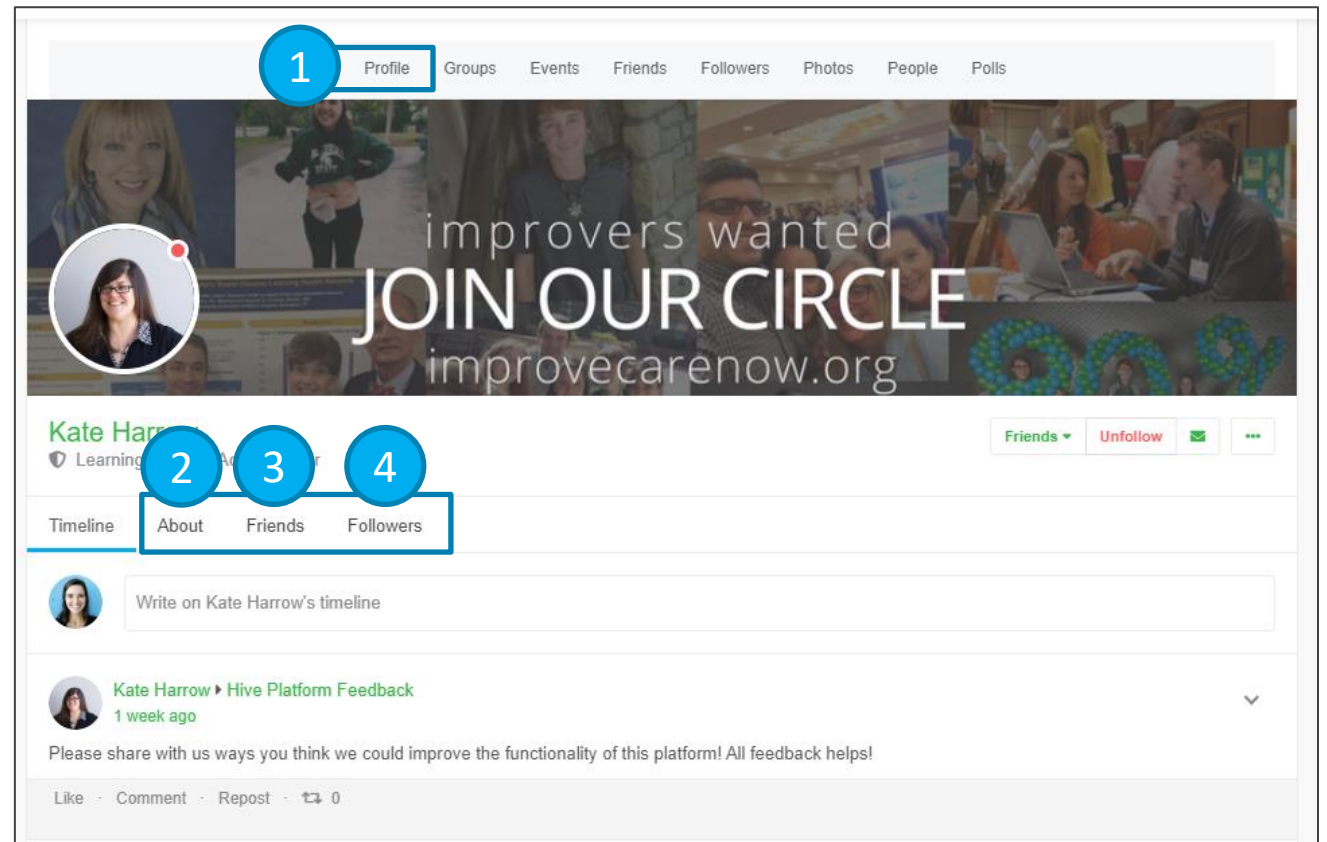 1
Profile Groups Events Friends Followers Photos People Polls
improvers wanted
JOIN OUR CIRCLE
improvecarenow.org
Kate Harrow
Friends Unfollow
Learning
2 3 4
Timeline About Friends Followers
Write on Kate Harrow's timeline
Kate Harrow Hive Platform Feedback
1 week ago
Please share with us ways you think we could improve the functionality of this platform! All feedback helps!
Like · Comment · Repost · 0